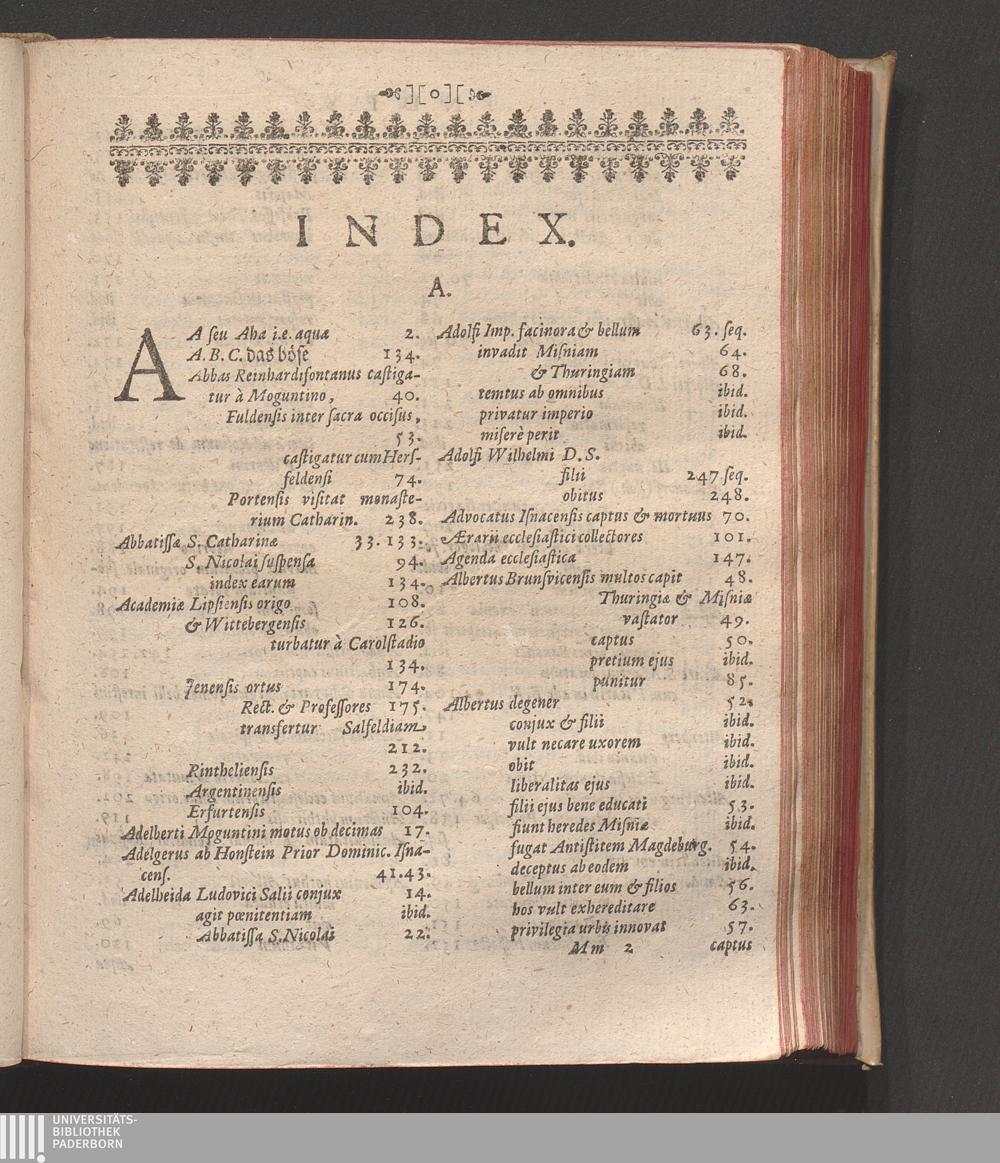 ][o][
INDEX.
A.
AA ſeu Aha i.e. aqua 2.
A. B. C. das böſe 134.
Abbas Reinhardiſontanus caſtiga-
tur à Moguntino, 40.
Fuldenſis inter ſacra occiſus,
53.
caſtigatur cum Herſ-
feldenſi 74.
Portenſis viſitat monaſte-
rium Catharin. 238.
Abbatiſſæ S. Catharinæ 33. 133.
S. Nicolai ſuſpenſa 94.
index earum 134.
Academiæ Lipſienſis origo 108.
& Wittebergenſis 126.
turbatur à Carolſtadio
134.
Jenenſis ortus 174.
Rect. & Profeſſores 175.
transfertur Salfeldiam
212.
Rinthelienſis 232.
Argentinenſis ibid.
Erfurtenſis 104.
Adelberti Moguntini motus ob decimas 17.
Adelgerus ab Honſtein Prior Dominic. Iſna-
cenſ. 41. 43.
Adelheida Ludovici Salii conjux 14.
agit pœnitentiam ibid.
Abbatiſſa S. Nicolai 22.
Adolfi Imp. facinora & bellum 63. ſeq.
invadit Miſniam 64.
& Thuringiam 68.
temtus ab omnibus ibid.
privatur imperio ibid.
miſerè perit ibid.
Adolfi Wilhelmi D. S.
filii 247 ſeq.
obitus 248.
Advocatus Iſnacenſis captus & mortuus 70.
Ærarii eccleſiaſtici collectores 101.
Agenda eccleſiaſtica 147.
Albertus Brunſvicenſis multos capit 48.
Thuringiæ & Miſniæ
vaſtator 49.
captus 50.
pretium ejus ibid.
punitur 85.
Albertus degener 52.
conjux & filii ibid.
vult necare uxorem ibid.
obit ibid.
liberalitas ejus ibid.
filii ejus bene educati 53.
fiunt heredes Miſniæ ibid.
fugat Antiſtitem Magdeburg. 54.
deceptus ab eodem ibid.
bellum inter eum & filios 56.
hos vult exhereditare 63.
privilegia urbis innovat 57.
Mm 2 captus
UNIVERSITÄTS-
BIBLIOTHEK
PADERBORN